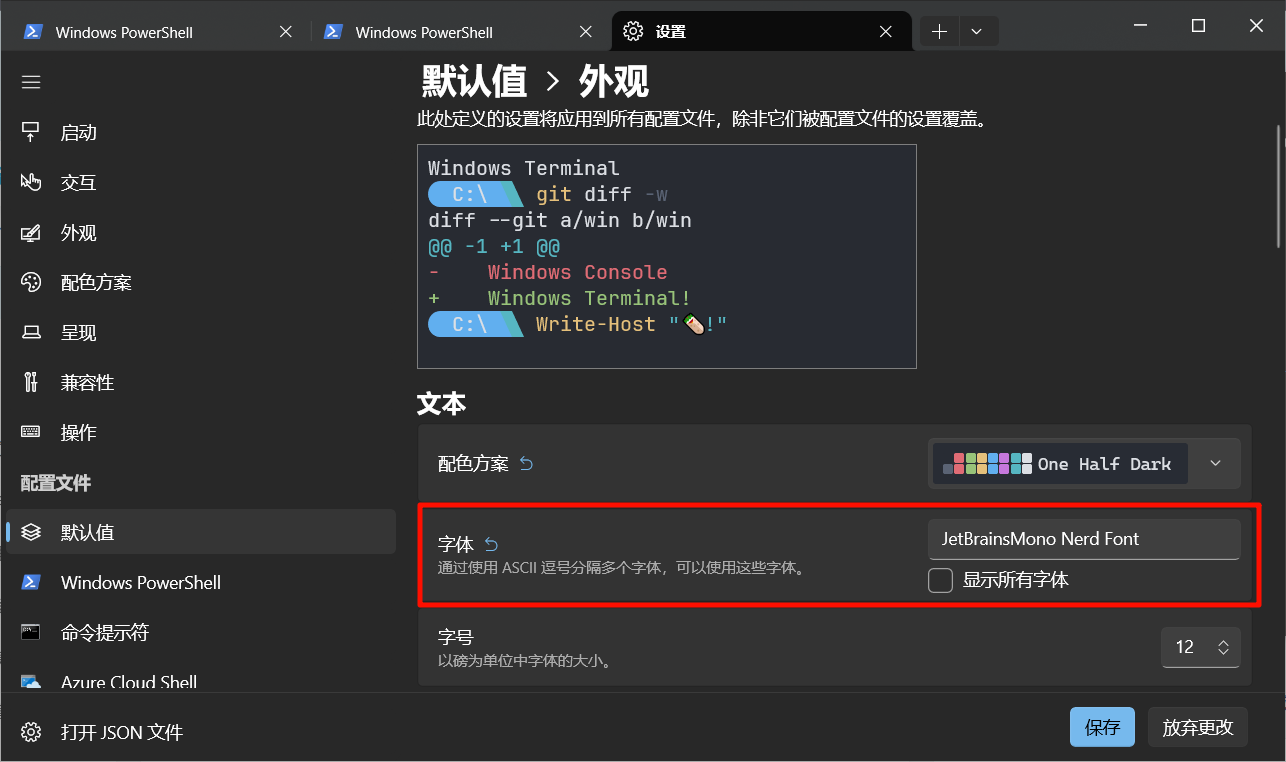 Windows PowerShell
Windows PowerShell
设置
启动
交互
外观
配色方案
呈现
兼容性
操作
配置文件
默认值
Windows PowerShell
命令提示符
Azure Cloud Shell
打开 JSON 文件
默认值 > 外观
此处定义的设置将应用到所有配置文件，除非它们被配置文件的设置覆盖。
Windows Terminal
C:\ git diff -w
diff --git a/win b/win
@@ -1 +1 @@
-    Windows Console
+    Windows Terminal!
C:\ Write-Host "🌯!"
文本
配色方案
One Half Dark
字体
通过使用 ASCII 逗号分隔多个字体，可以使用这些字体。
JetBrainsMono Nerd Font
显示所有字体
字号
以磅为单位中字体的大小。
12
保存
放弃更改